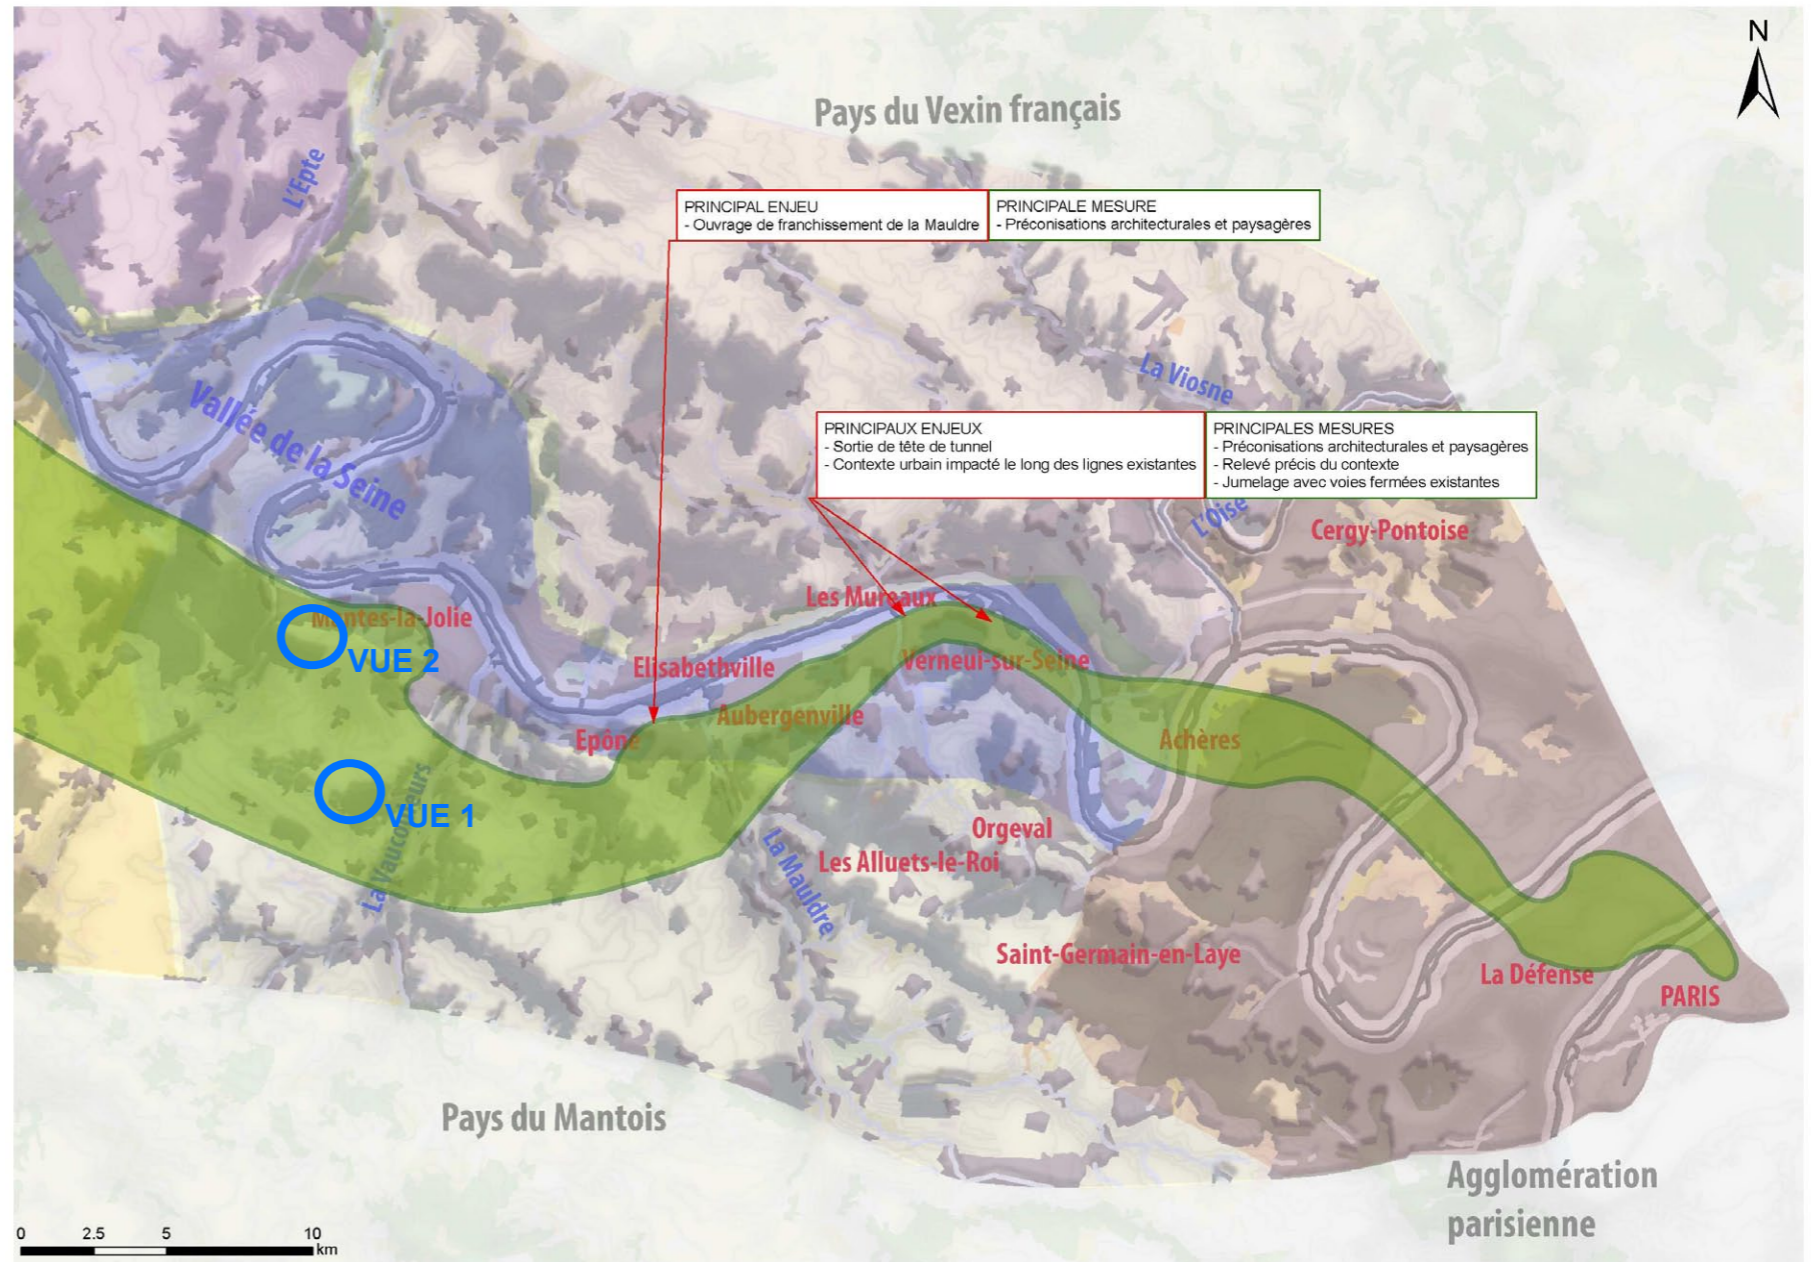 N
Pays du Vexin français
L'Epte
PRINCIPAL ENJEU
- Ouvrage de franchissement de la Mauldre
PRINCIPALE MESURE
- Préconisations architecturales et paysagères
La Viosne
Vallée de la Seine
PRINCIPAUX ENJEUX
- Sortie de tête de tunnel
- Contexte urbain impacté le long des lignes existantes
PRINCIPALES MESURES
- Préconisations architecturales et paysagères
- Relevé précis du contexte
- Jumelage avec voies fermées existantes
L'Oise
Cergy-Pontoise
Les Mureaux
Mantes-la-Jolie
VUE 2
Elisabethville
Verneui-sur-Seine
Aubergenville
Epône
Achères
VUE 1
La Vaucouleurs
La Mauldre
Orgeval
Les Alluets-le-Roi
Saint-Germain-en-Laye
La Défense
PARIS
Pays du Mantois
Agglomération
parisienne
0 2.5 5 10
km